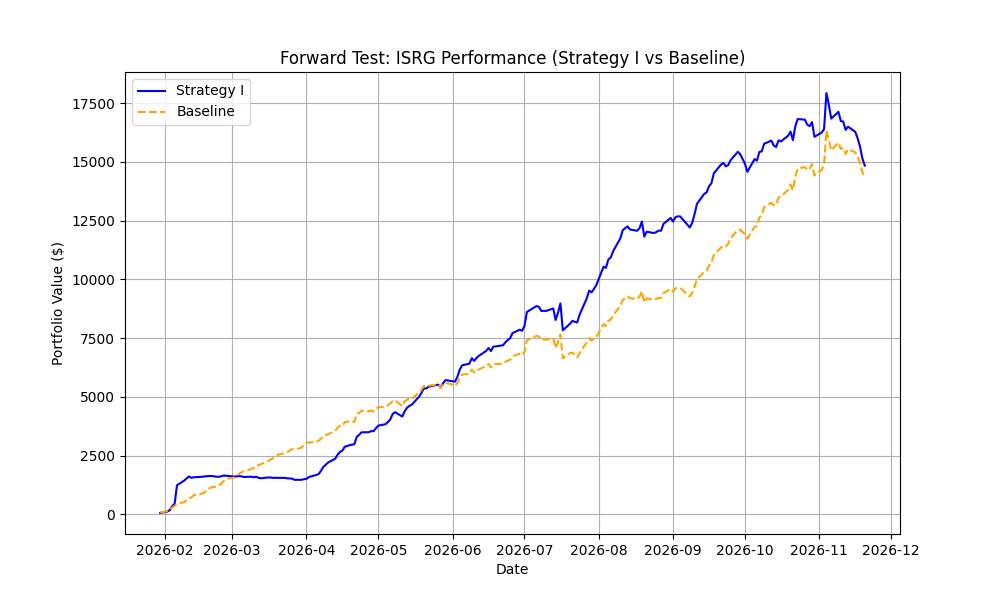 Forward Test: ISRG Performance (Strategy I vs Baseline)
Strategy I
Baseline
Portfolio Value ($)
17500
15000
12500
10000
7500
5000
2500
0
2026-02 2026-03 2026-04 2026-05 2026-06 2026-07 2026-08 2026-09 2026-10 2026-11 2026-12
Date